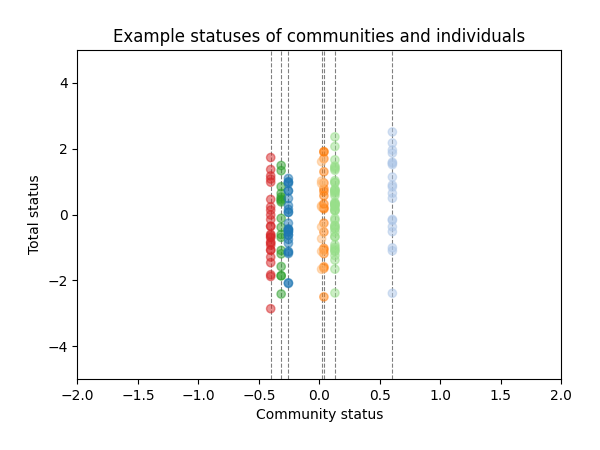 Example statuses of communities and individuals
Total status
4
2
0
−2
−4
−2.0 −1.5 −1.0 −0.5 0.0 0.5 1.0 1.5 2.0
Community status